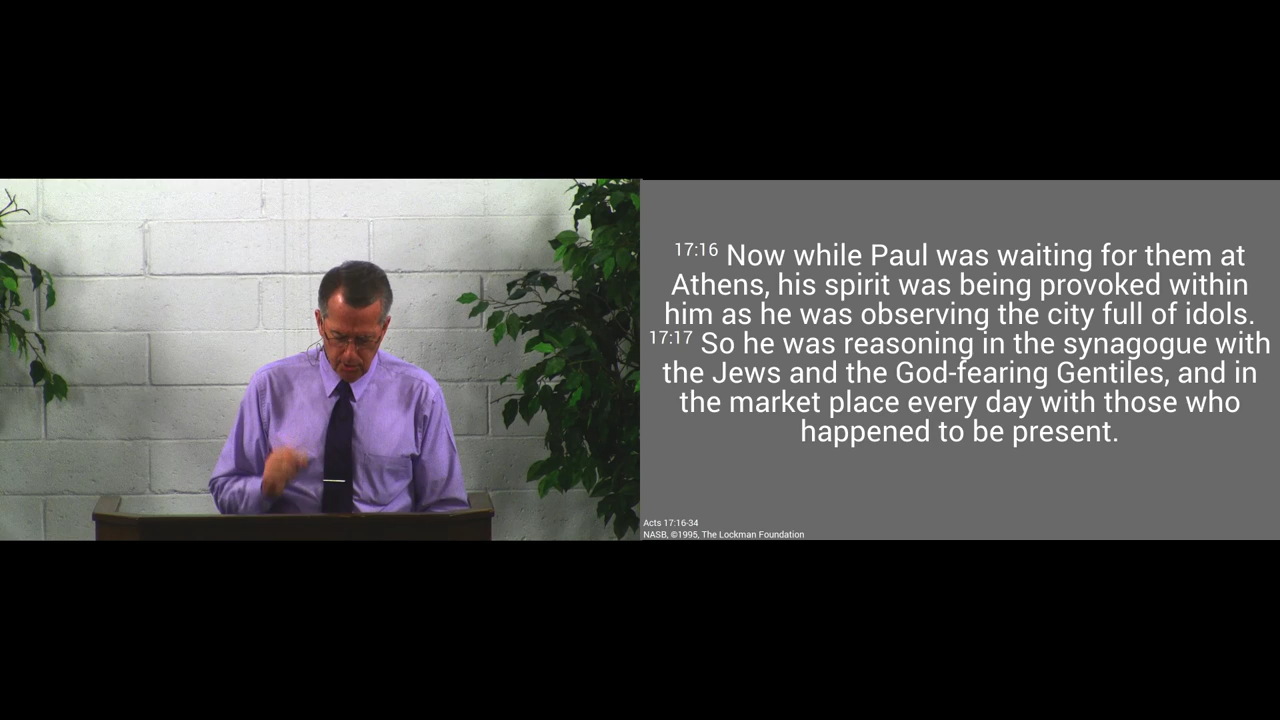 17:16 Now while Paul was waiting for them at
Athens, his spirit was being provoked within
him as he was observing the city full of idols.
17:17 So he was reasoning in the synagogue with
the Jews and the God-fearing Gentiles, and in
the market place every day with those who
happened to be present.
Acts 17:16-34
NASB, ©1995, The Lockman Foundation